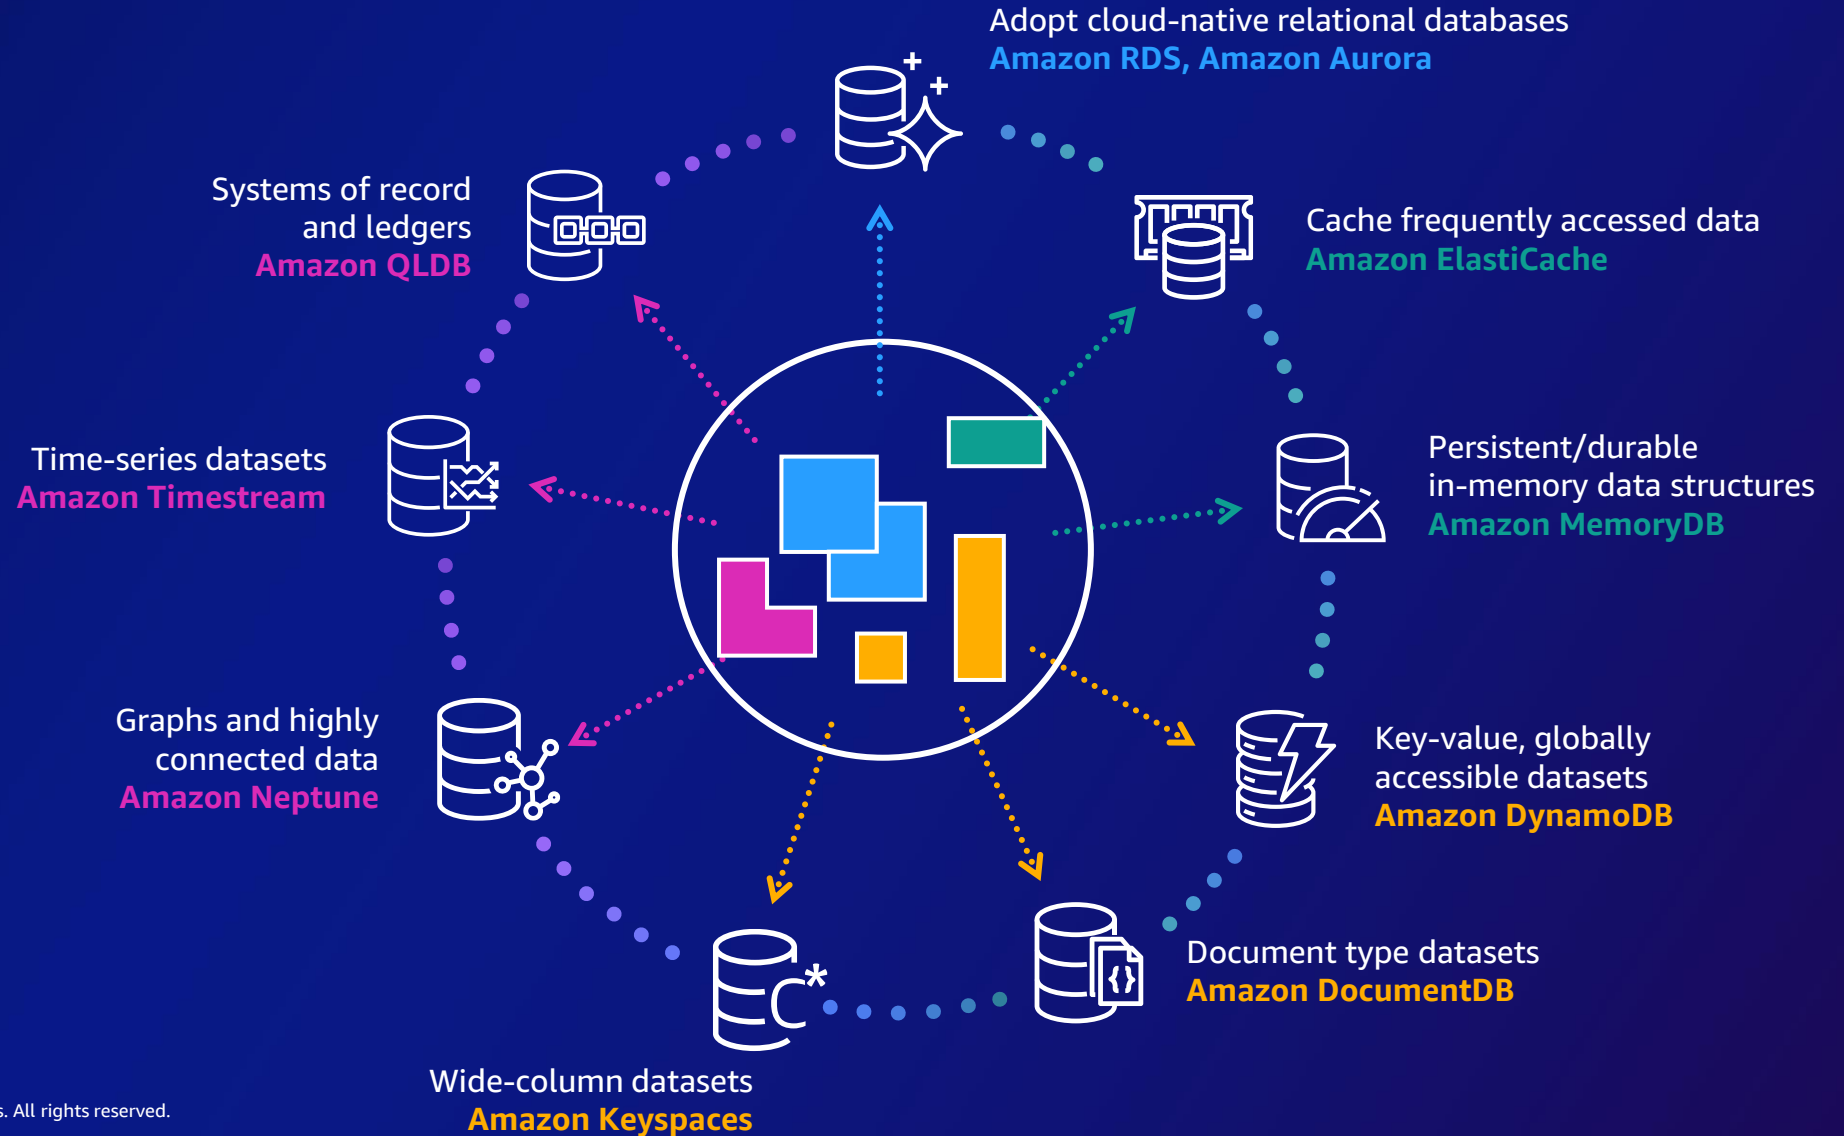 Adopt cloud-native relational databases
Amazon RDS, Amazon Aurora
Cache frequently accessed data
Amazon ElastiCache
Persistent/durable
in-memory data structures
Amazon MemoryDB
Key-value, globally
accessible datasets
Amazon DynamoDB
Document type datasets
Amazon DocumentDB
C*
Wide-column datasets
Amazon Keyspaces
Graphs and highly
connected data
Amazon Neptune
Time-series datasets
Amazon Timestream
Systems of record
and ledgers
Amazon QLDB
s. All rights reserved.